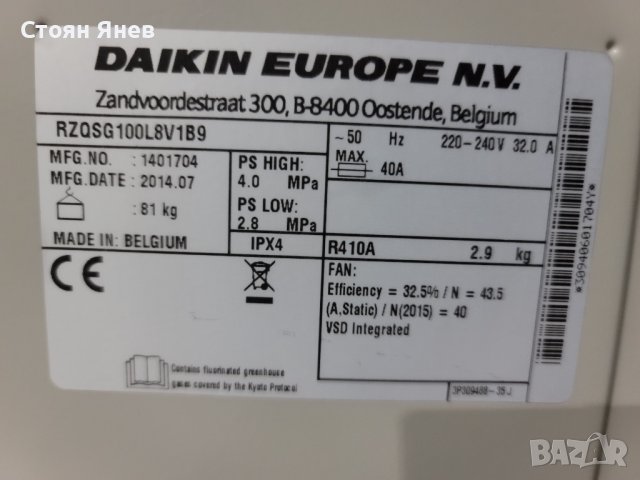 Стоян Янев
DAIKIN EUROPE N.V.
Zandvoordestraat 300, B-8400 Oostende, Belgium
RZQSG100L8V1B9
~50 Hz 220-240V 32.0 A
MFG.NO. : 1401704
MFG.DATE : 2014.07
: 81 kg
PS HIGH:
4.0 MPa
PS LOW:
2.8 MPa
MAX.
40A
MADE IN: BELGIUM
IPX4
R410A 2.9 kg
CE
FAN:
Efficiency = 32.5% / N = 43.5
(A,Static) / N(2015) = 40
VSD Integrated
Contains fluorinated greenhouse
gases covered by the Kyoto Protocol
3P309488-35J
*30940601704Y*
BAZAR